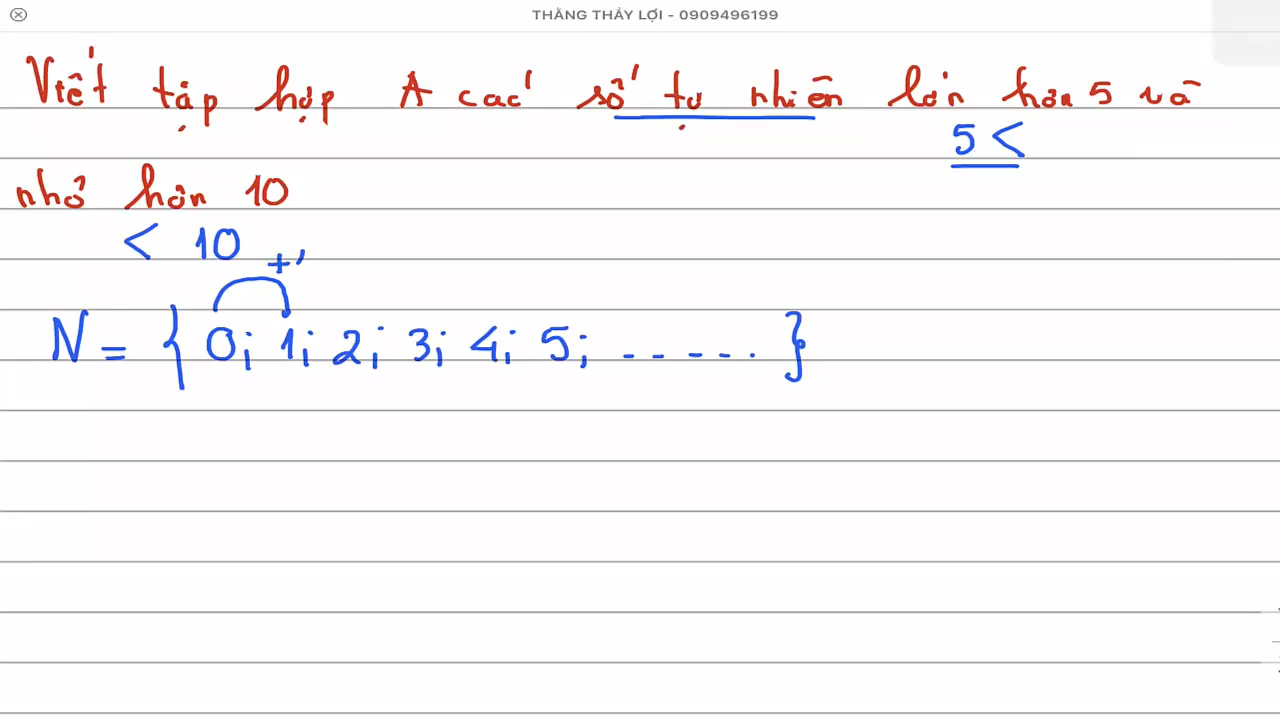 THẮNG THẦY LỢI - 0909496199
Viết tập hợp A các số tự nhiên lớn hơn 5 và
5 <
nhỏ hơn 10
< 10
+1
N = { 0; 1; 2; 3; 4; 5; ------. }